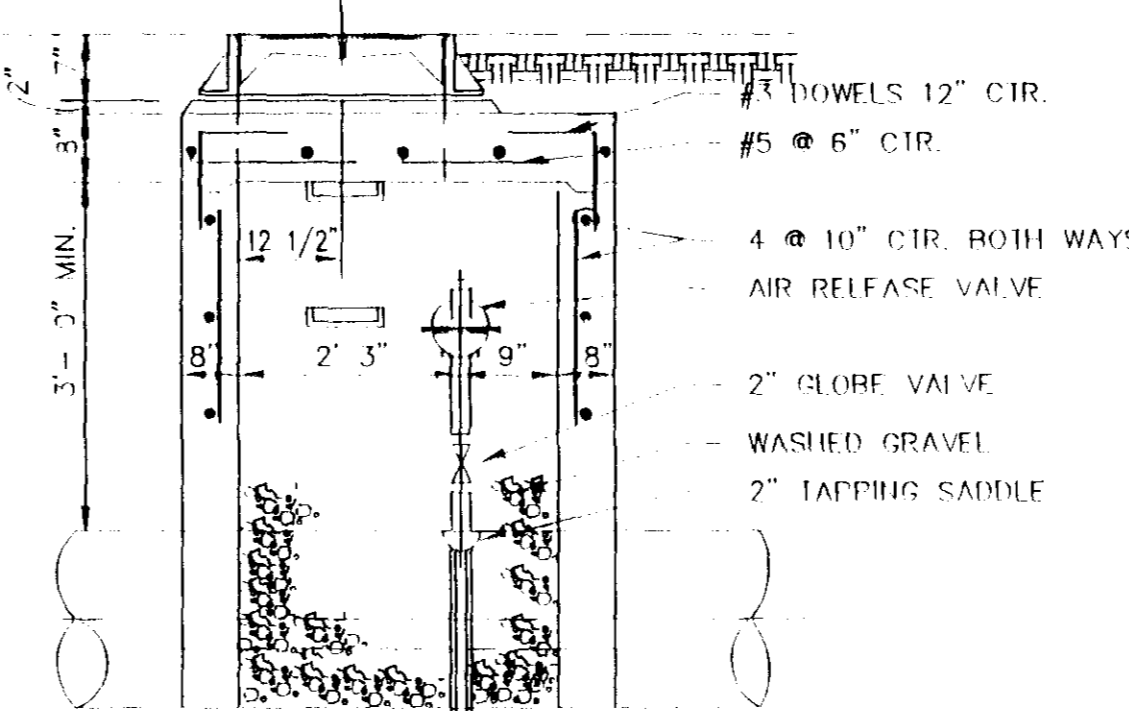 7"
2"
#3 DOWELS 12" CTR.
8"
#5 @ 6" CTR.
12 1/2"
4 @ 10" CTR. BOTH WAYS
3'- 0" MIN.
AIR RELEASE VALVE
8"
2' 3"
9"
8"
2" GLOBE VALVE
WASHED GRAVEL
2" TAPPING SADDLE